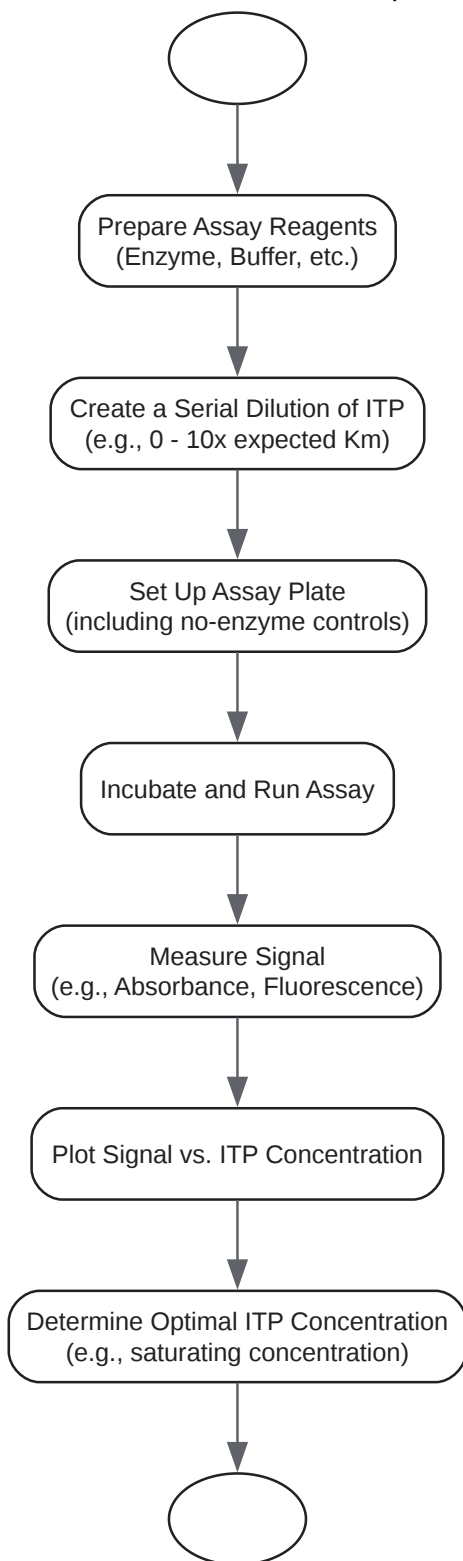 Prepare Assay Reagents
(Enzyme, Buffer, etc.)
Create a Serial Dilution of ITP
(e.g., 0 - 10x expected Km)
Set Up Assay Plate
(including no-enzyme controls)
Incubate and Run Assay
Measure Signal
(e.g., Absorbance, Fluorescence)
Plot Signal vs. ITP Concentration
Determine Optimal ITP Concentration
(e.g., saturating concentration)